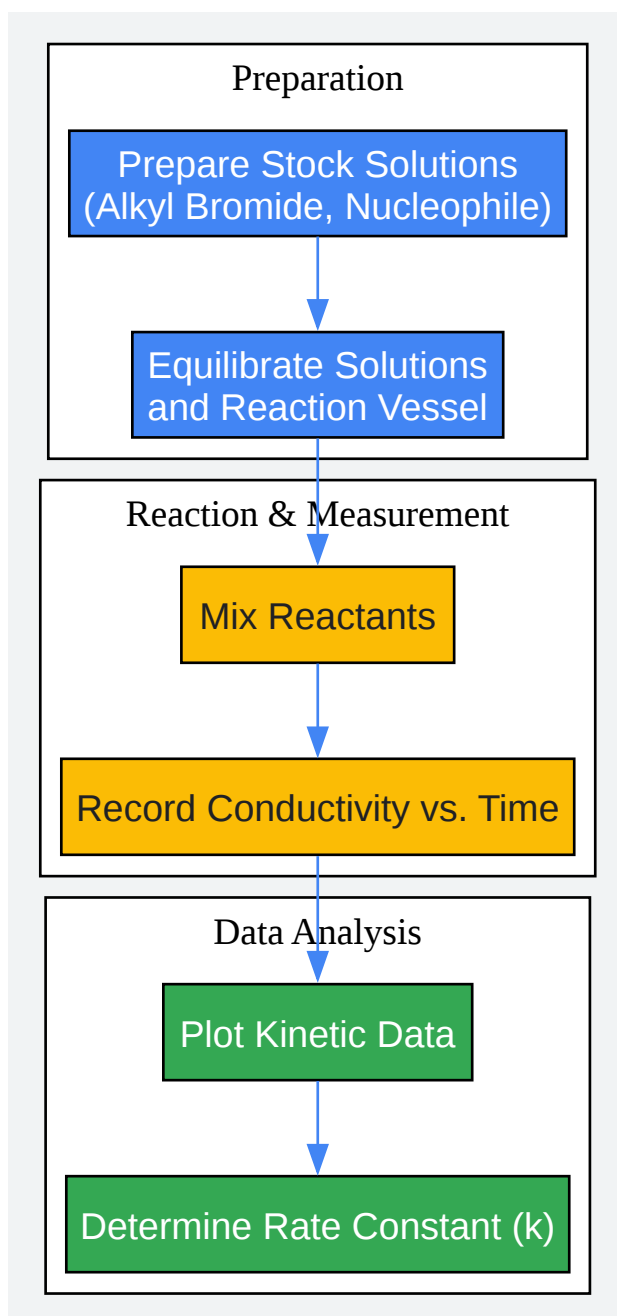 Preparation
Prepare Stock Solutions
(Alkyl Bromide, Nucleophile)
Equilibrate Solutions
and Reaction Vessel
Reaction & Measurement
Mix Reactants
Record Conductivity vs. Time
Data Analysis
Plot Kinetic Data
Determine Rate Constant (k)